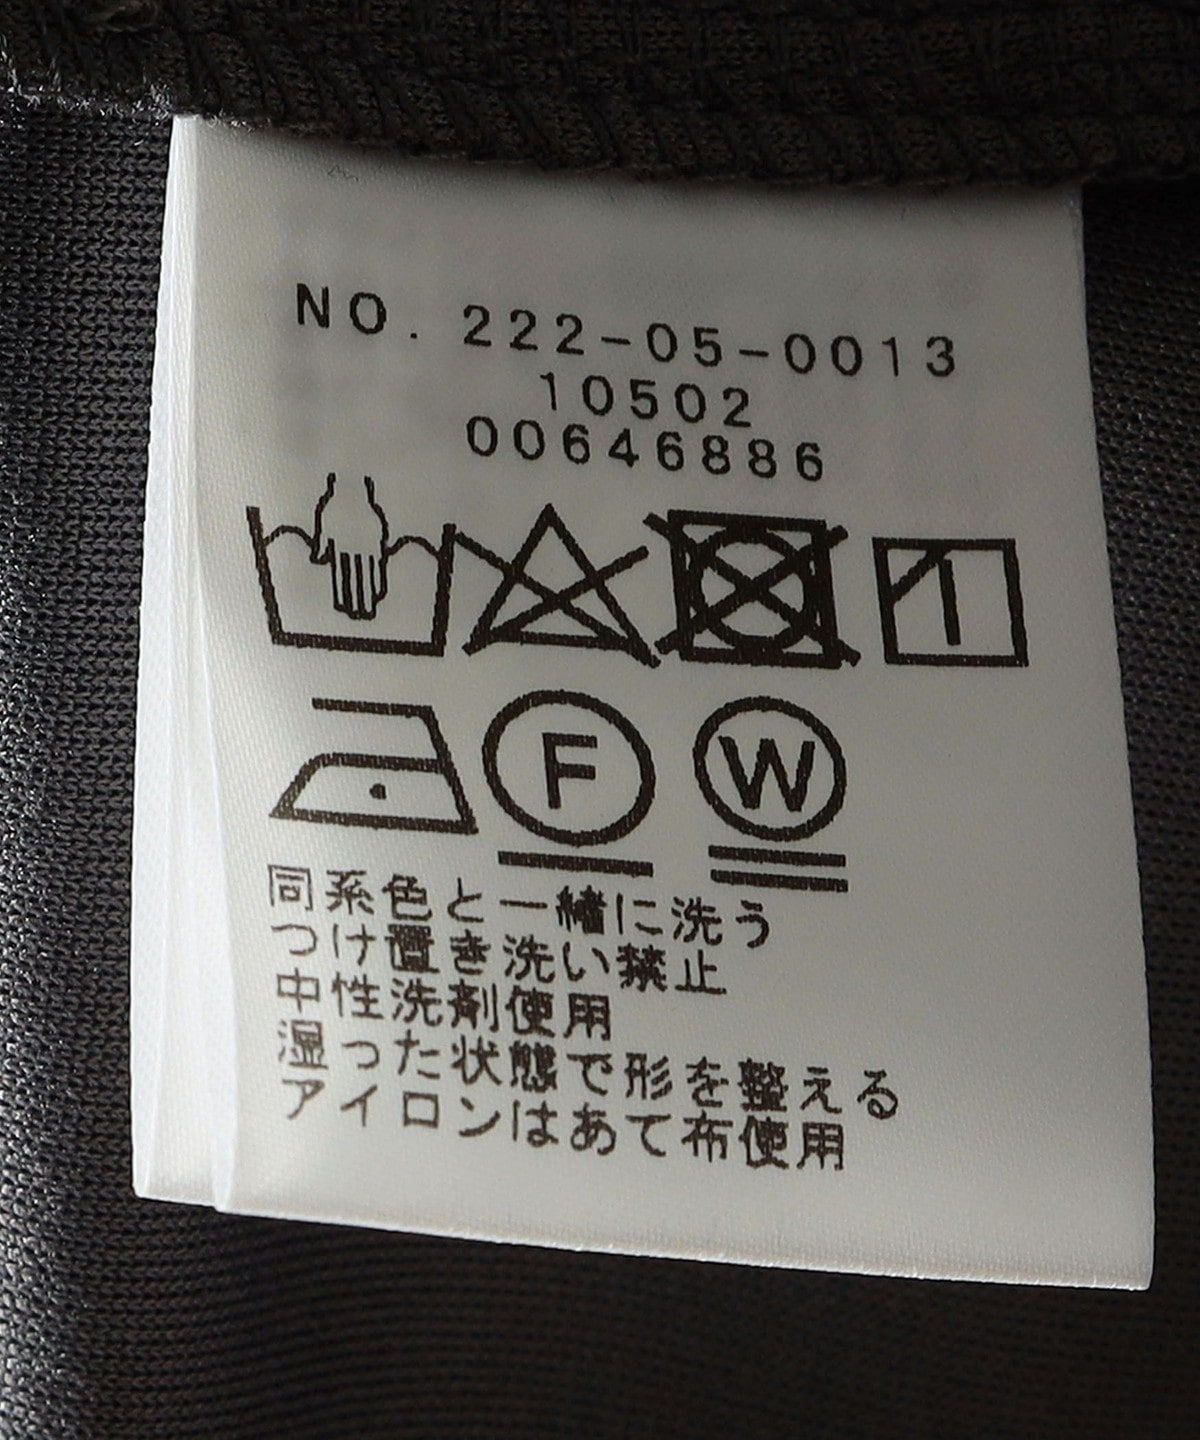 NO. 222-05-0013
10502
00646886
F W
同系色と一緒に洗う
つけ置き洗い禁止
中性洗剤使用
湿った状態で形を整える
アイロンはあて布使用